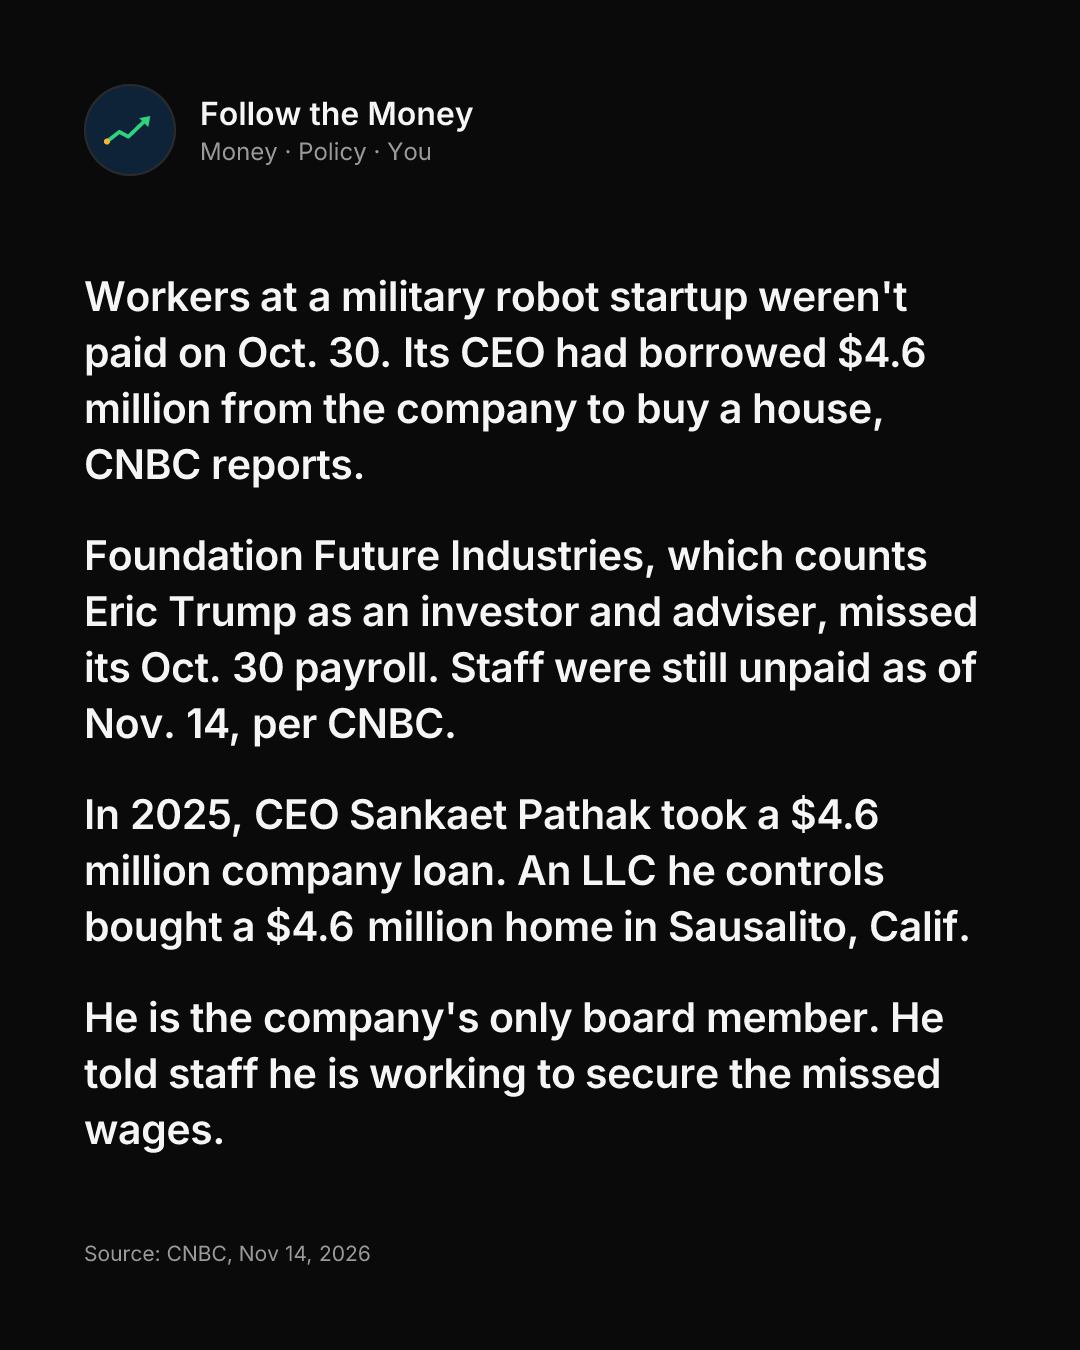 Follow the Money
Money · Policy · You
Workers at a military robot startup weren't
paid on Oct. 30. Its CEO had borrowed $4.6
million from the company to buy a house,
CNBC reports.
Foundation Future Industries, which counts
Eric Trump as an investor and adviser, missed
its Oct. 30 payroll. Staff were still unpaid as of
Nov. 14, per CNBC.
In 2025, CEO Sankaet Pathak took a $4.6
million company loan. An LLC he controls
bought a $4.6 million home in Sausalito, Calif.
He is the company's only board member. He
told staff he is working to secure the missed
wages.
Source: CNBC, Nov 14, 2026